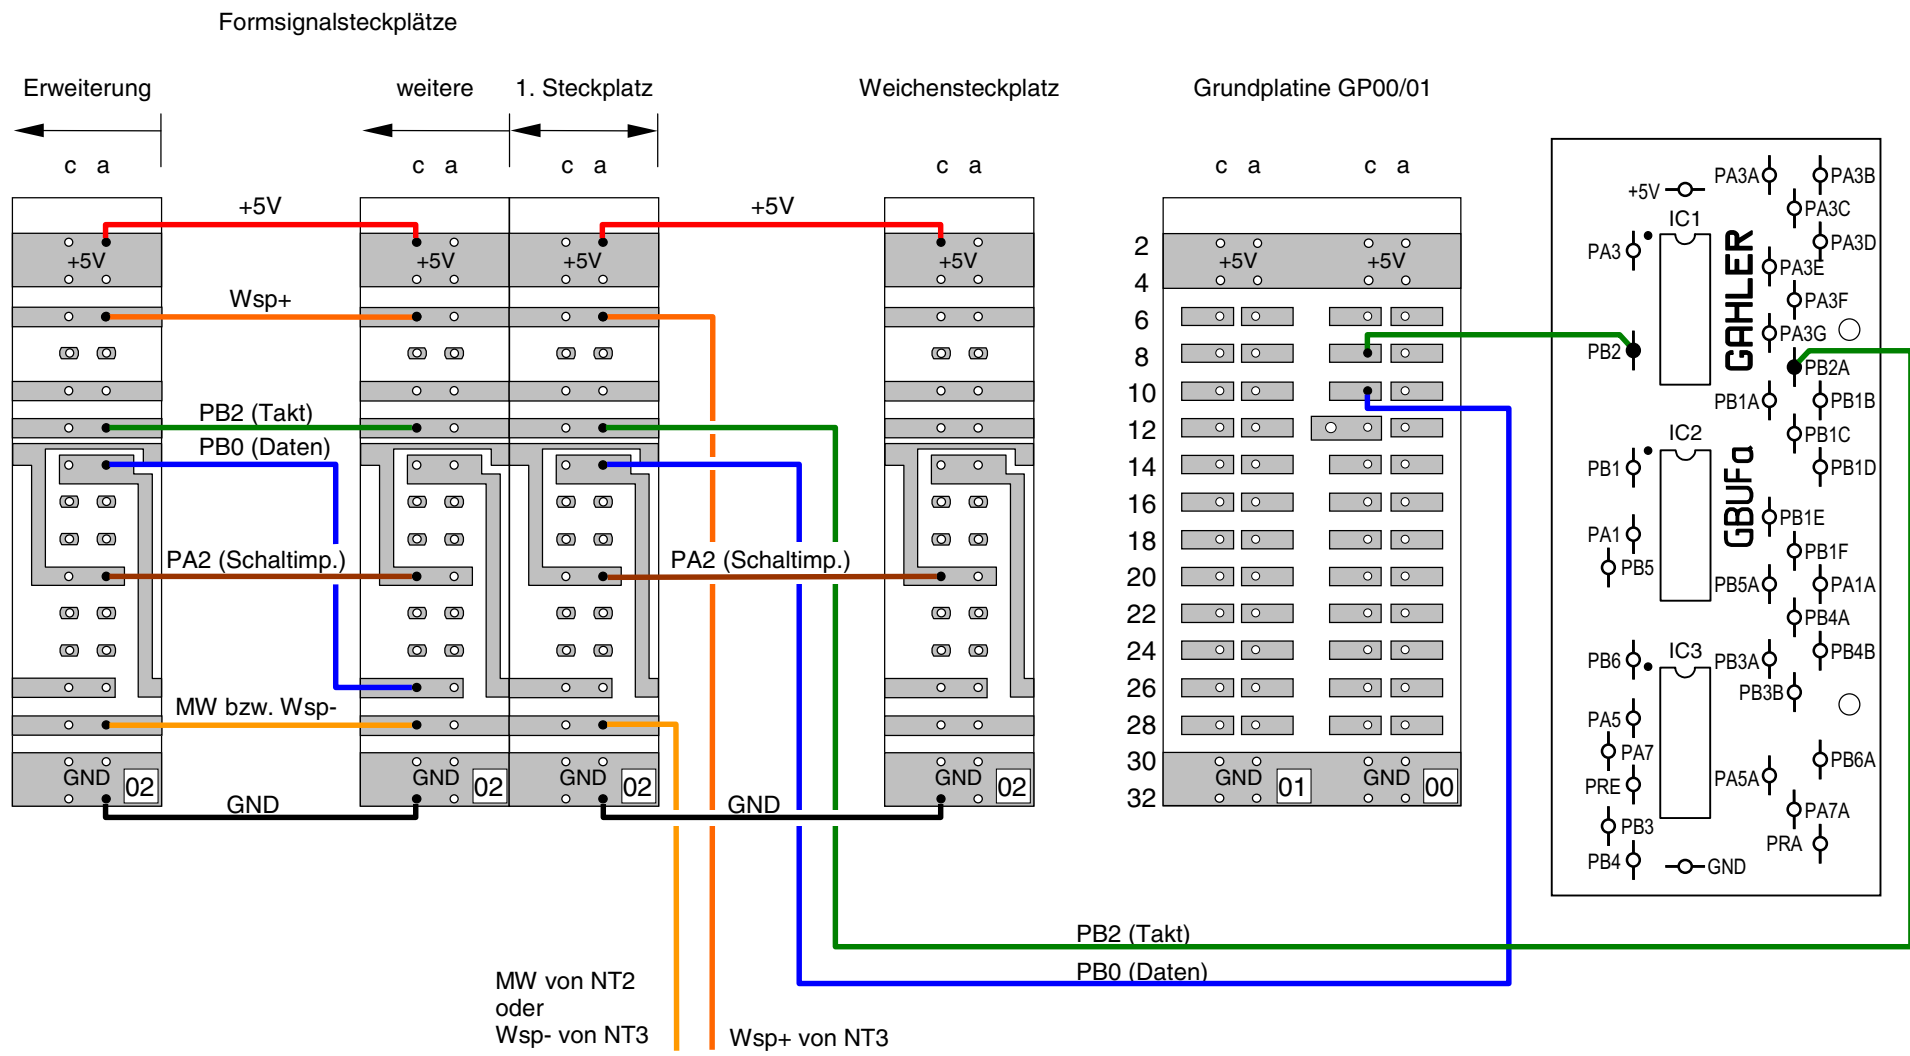 Formsignalsteckplätze
Erweiterung weitere 1. Steckplatz Weichensteckplatz Grundplatine GP00/01
c a c a c a c a c a c a
+5V +5V
+5V +5V +5V +5V +5V +5V
Wsp+
PB2 (Takt)
PB0 (Daten)
PA2 (Schaltimp.) PA2 (Schaltimp.)
MW bzw. Wsp-
GND GND GND GND GND GND
02 02 02 02 01 00
GND GND
2
4
6
8
10
12
14
16
18
20
22
24
26
28
30
32
PB2 (Takt)
PB0 (Daten)
MW von NT2
oder
Wsp- von NT3
Wsp+ von NT3
+5V
IC1
PA3
PB2
IC2
PB1
PA1
PB5
IC3
PB6
PA5
PA7
PRE
PB3
PB4
GND
GAHLER
GBUFa
PA3A PA3B
PA3C
PA3D
PA3E
PA3F
PA3G
PB2A
PB1A PB1B
PB1C
PB1D
PB1E
PB1F
PB5A PA1A
PB4A
PB3A PB4B
PB3B
PA5A PB6A
PA7A
PRA